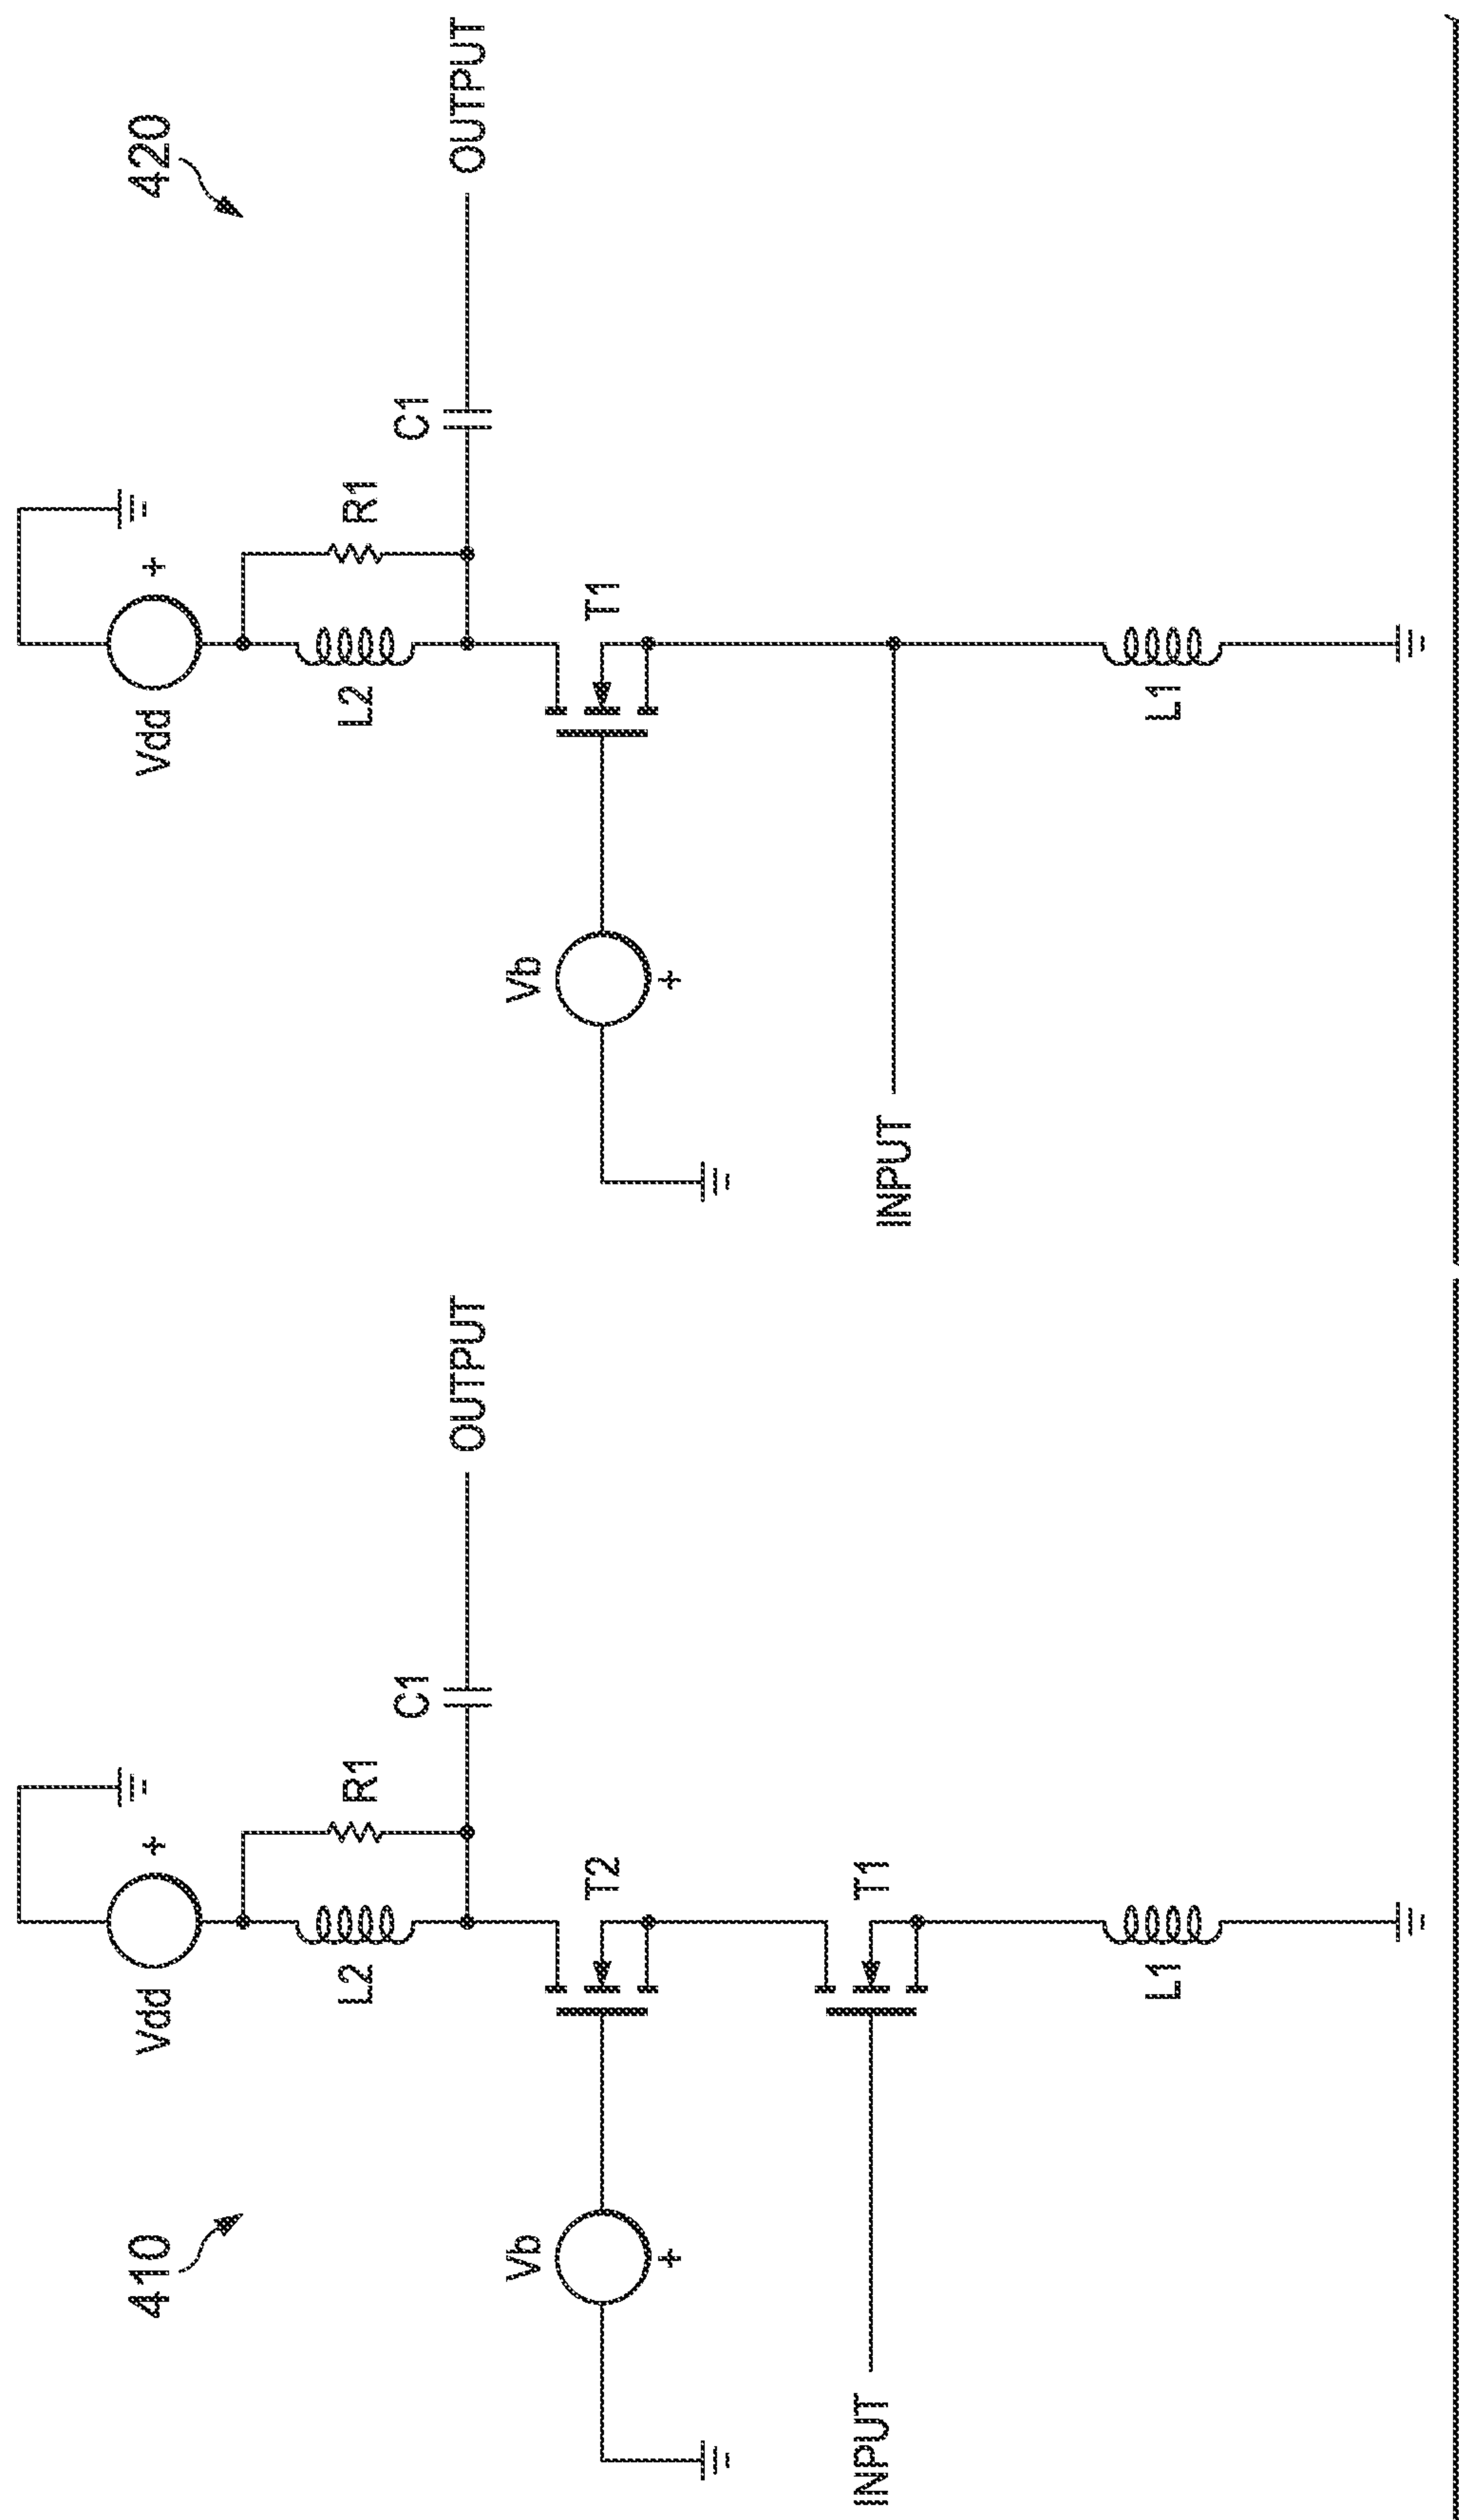 410
Vdd
+
L2
R1
C1
OUTPUT
Vb
+
T2
T1
INPUT
L1
420
Vdd
+
L2
R1
C1
OUTPUT
Vb
+
T1
INPUT
L1